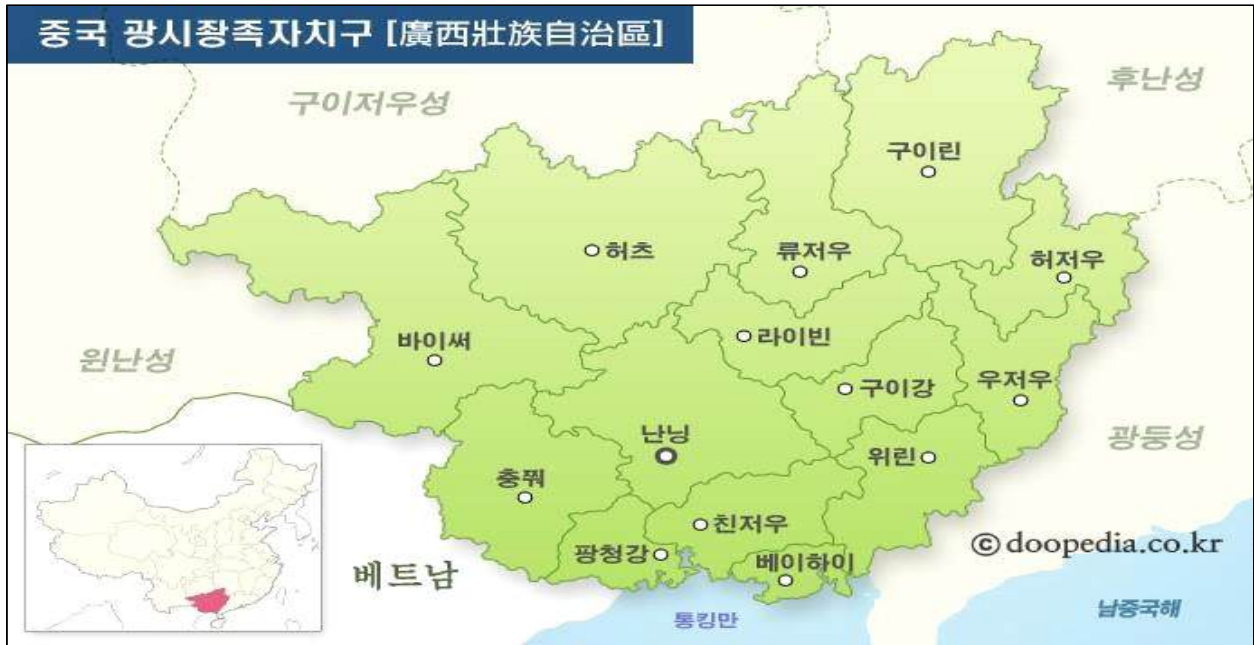 중국 광시좡족자치구 [廣西壯族自治區]
구이저우성
후난성
구이린
허츠
류저우
허저우
윈난성
바이써
라이빈
구이강
우저우
난닝
광둥성
충쭤
위린
친저우
팡청강
베이하이
ⓒ doopedia.co.kr
베트남
통킹만
남중국해